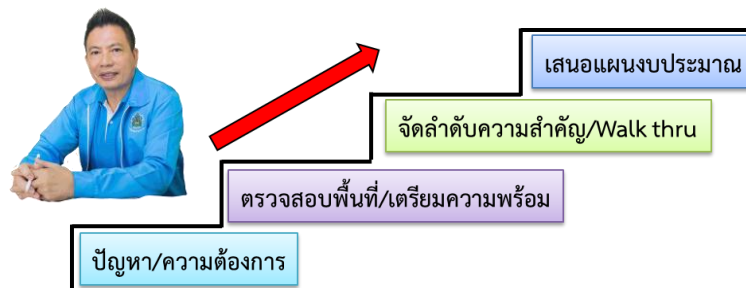 เสนอแผนงบประมาณ
จัดลำดับความสำคัญ/Walk thru
ตรวจสอบพื้นที่/เตรียมความพร้อม
ปัญหา/ความต้องการ